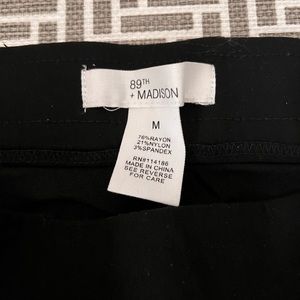 89TH
+ MADISON
M
76%RAYON
21%NYLON
3%SPANDEX
RN#114186
MADE IN CHINA
SEE REVERSE
FOR CARE